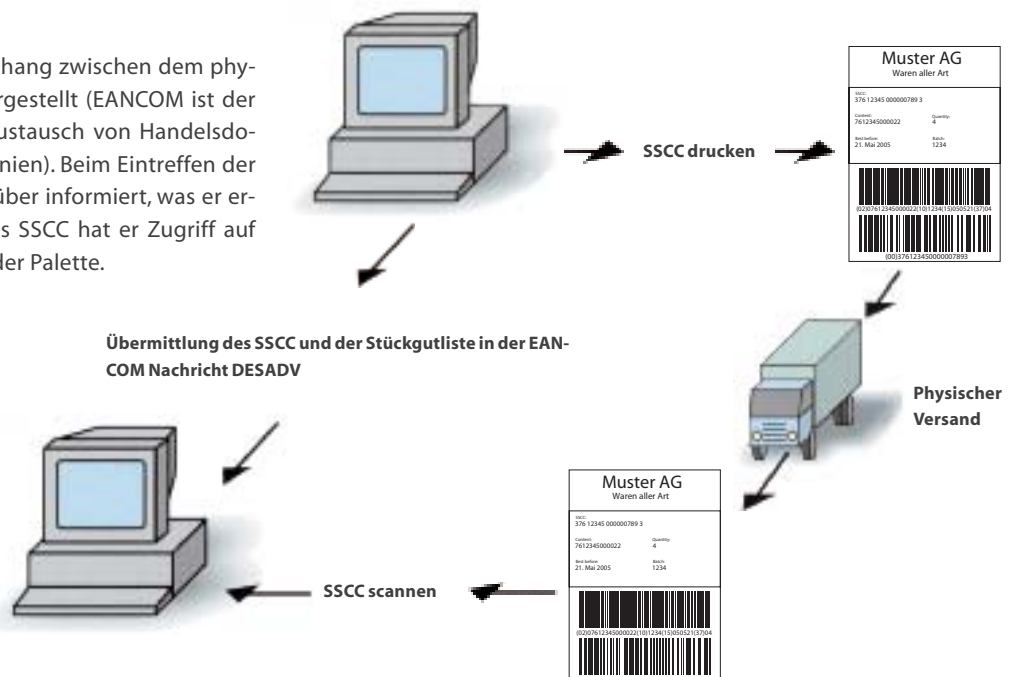 hang zwischen dem phy-
rgestellt (EANCOM ist der
ustausch von Handelsdo-
nien). Beim Eintreffen der
über informiert, was er er-
s SSCC hat er Zugriff auf
der Palette.
SSCC drucken
Muster AG
Waren aller Art
SSCC:
376 12345 000000789 3
Content: Quantity:
7612345000022 4
Best before: Batch:
21. Mai 2005 1234
(02)07612345000022(10)1234(15)050521(37)04
(00)376123450000007893
Übermittlung des SSCC und der Stückgutliste in der EAN-
COM Nachricht DESADV
Physischer
Versand
Muster AG
Waren aller Art
SSCC:
376 12345 000000789 3
Content: Quantity:
7612345000022 4
Best before: Batch:
21. Mai 2005 1234
(02)07612345000022(10)1234(15)050521(37)04
SSCC scannen